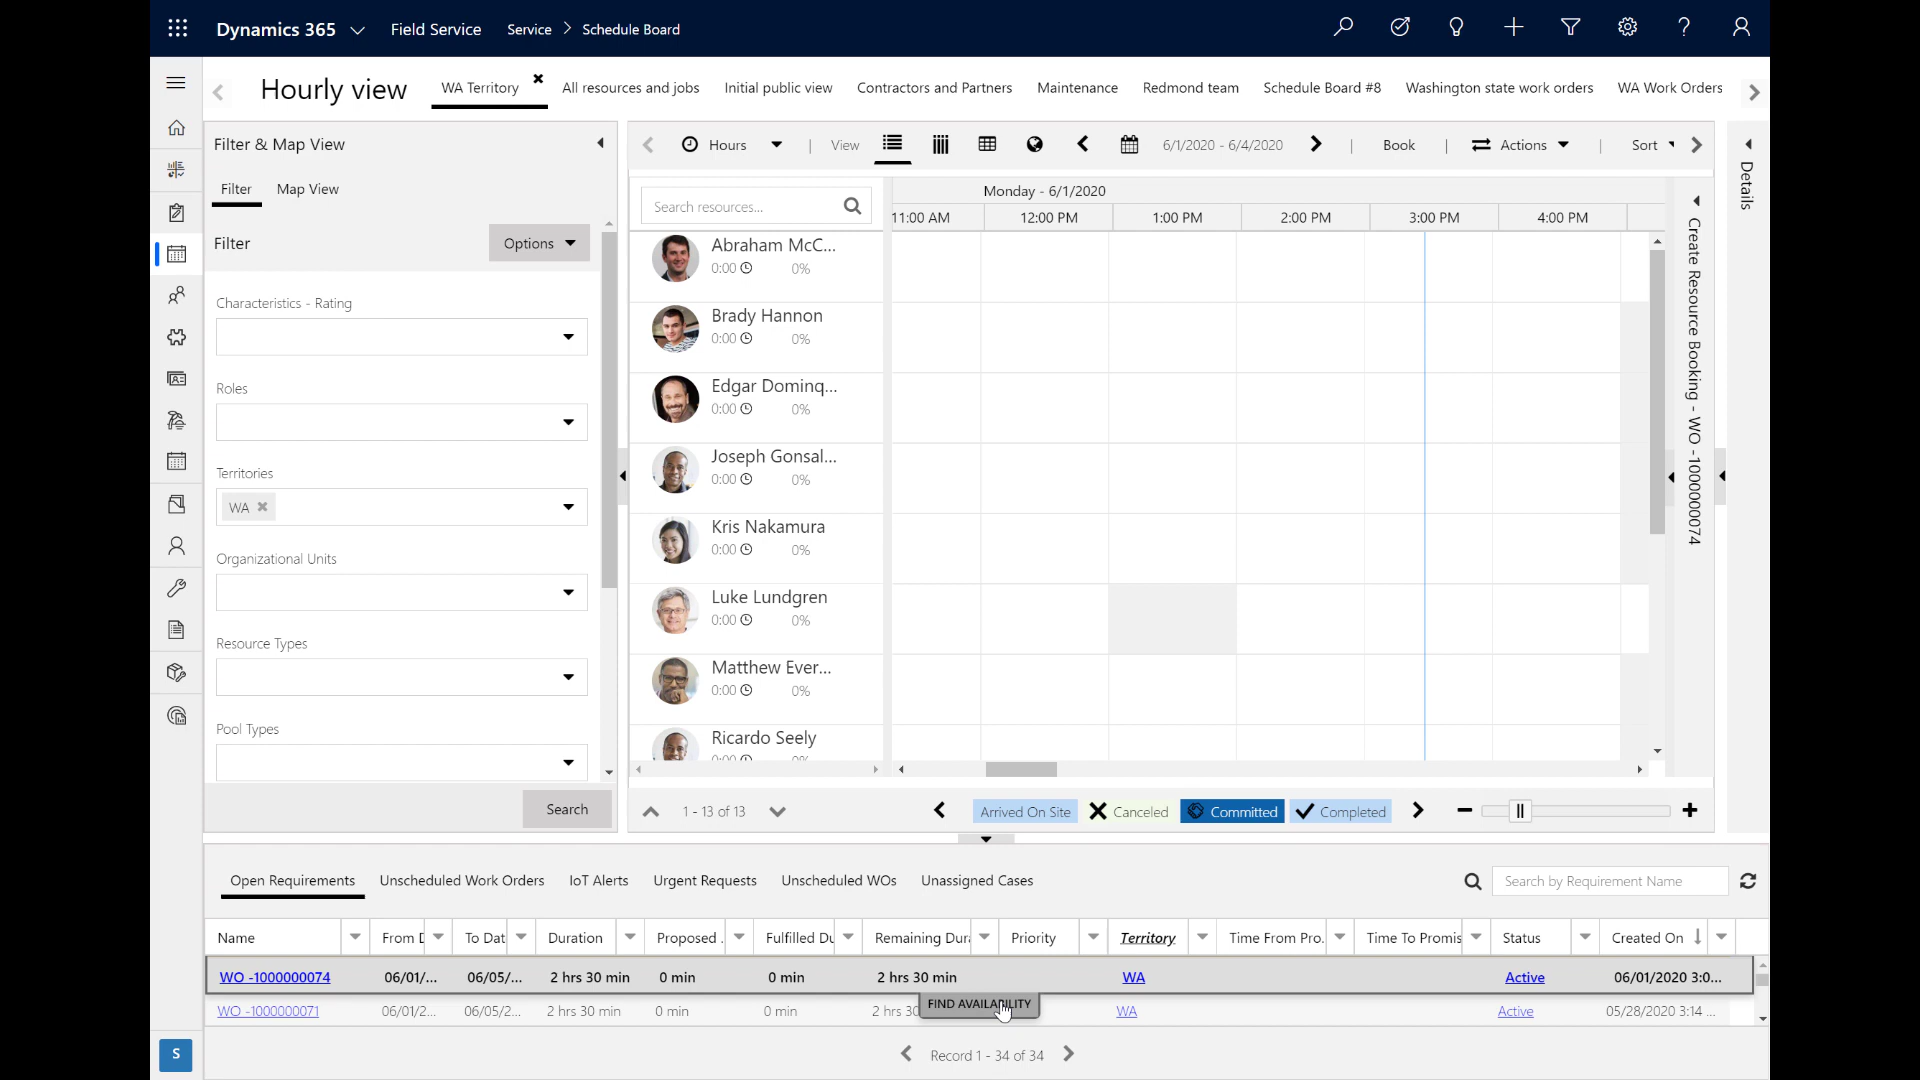 Dynamics 365 Field Service Service > Schedule Board
Hourly view WA Territory All resources and jobs Initial public view Contractors and Partners Maintenance Redmond team Schedule Board #8 Washington state work orders WA Work Orders
Filter & Map View
Filter Map View
Filter Options
Characteristics - Rating
Roles
Territories
WA
Organizational Units
Resource Types
Pool Types
Search
Hours View 6/1/2020 - 6/4/2020 Book Actions Sort
Search resources...
Monday - 6/1/2020
11:00 AM 12:00 PM 1:00 PM 2:00 PM 3:00 PM 4:00 PM
Abraham McC...
0:00 0%
Brady Hannon
0:00 0%
Edgar Dominq...
0:00 0%
Joseph Gonsal...
0:00 0%
Kris Nakamura
0:00 0%
Luke Lundgren
0:00 0%
Matthew Ever...
0:00 0%
Ricardo Seely
0:00 0%
1 - 13 of 13 Arrived On Site Canceled Committed Completed
Create Resource Booking - WO -1000000074
Details
Open Requirements Unscheduled Work Orders IoT Alerts Urgent Requests Unscheduled WOs Unassigned Cases Search by Requirement Name
Name From D To Dat Duration Proposed . Fulfilled Du Remaining Dura Priority Territory Time From Pro. Time To Promis Status Created On
WO -1000000074 06/01/... 06/05/... 2 hrs 30 min 0 min 0 min 2 hrs 30 min WA Active 06/01/2020 3:0...
FIND AVAILABILITY
WO -1000000071 06/01/2... 06/05/2... 2 hrs 30 min 0 min 0 min 2 hrs 30 WA Active 05/28/2020 3:14 ...
S
Record 1 - 34 of 34